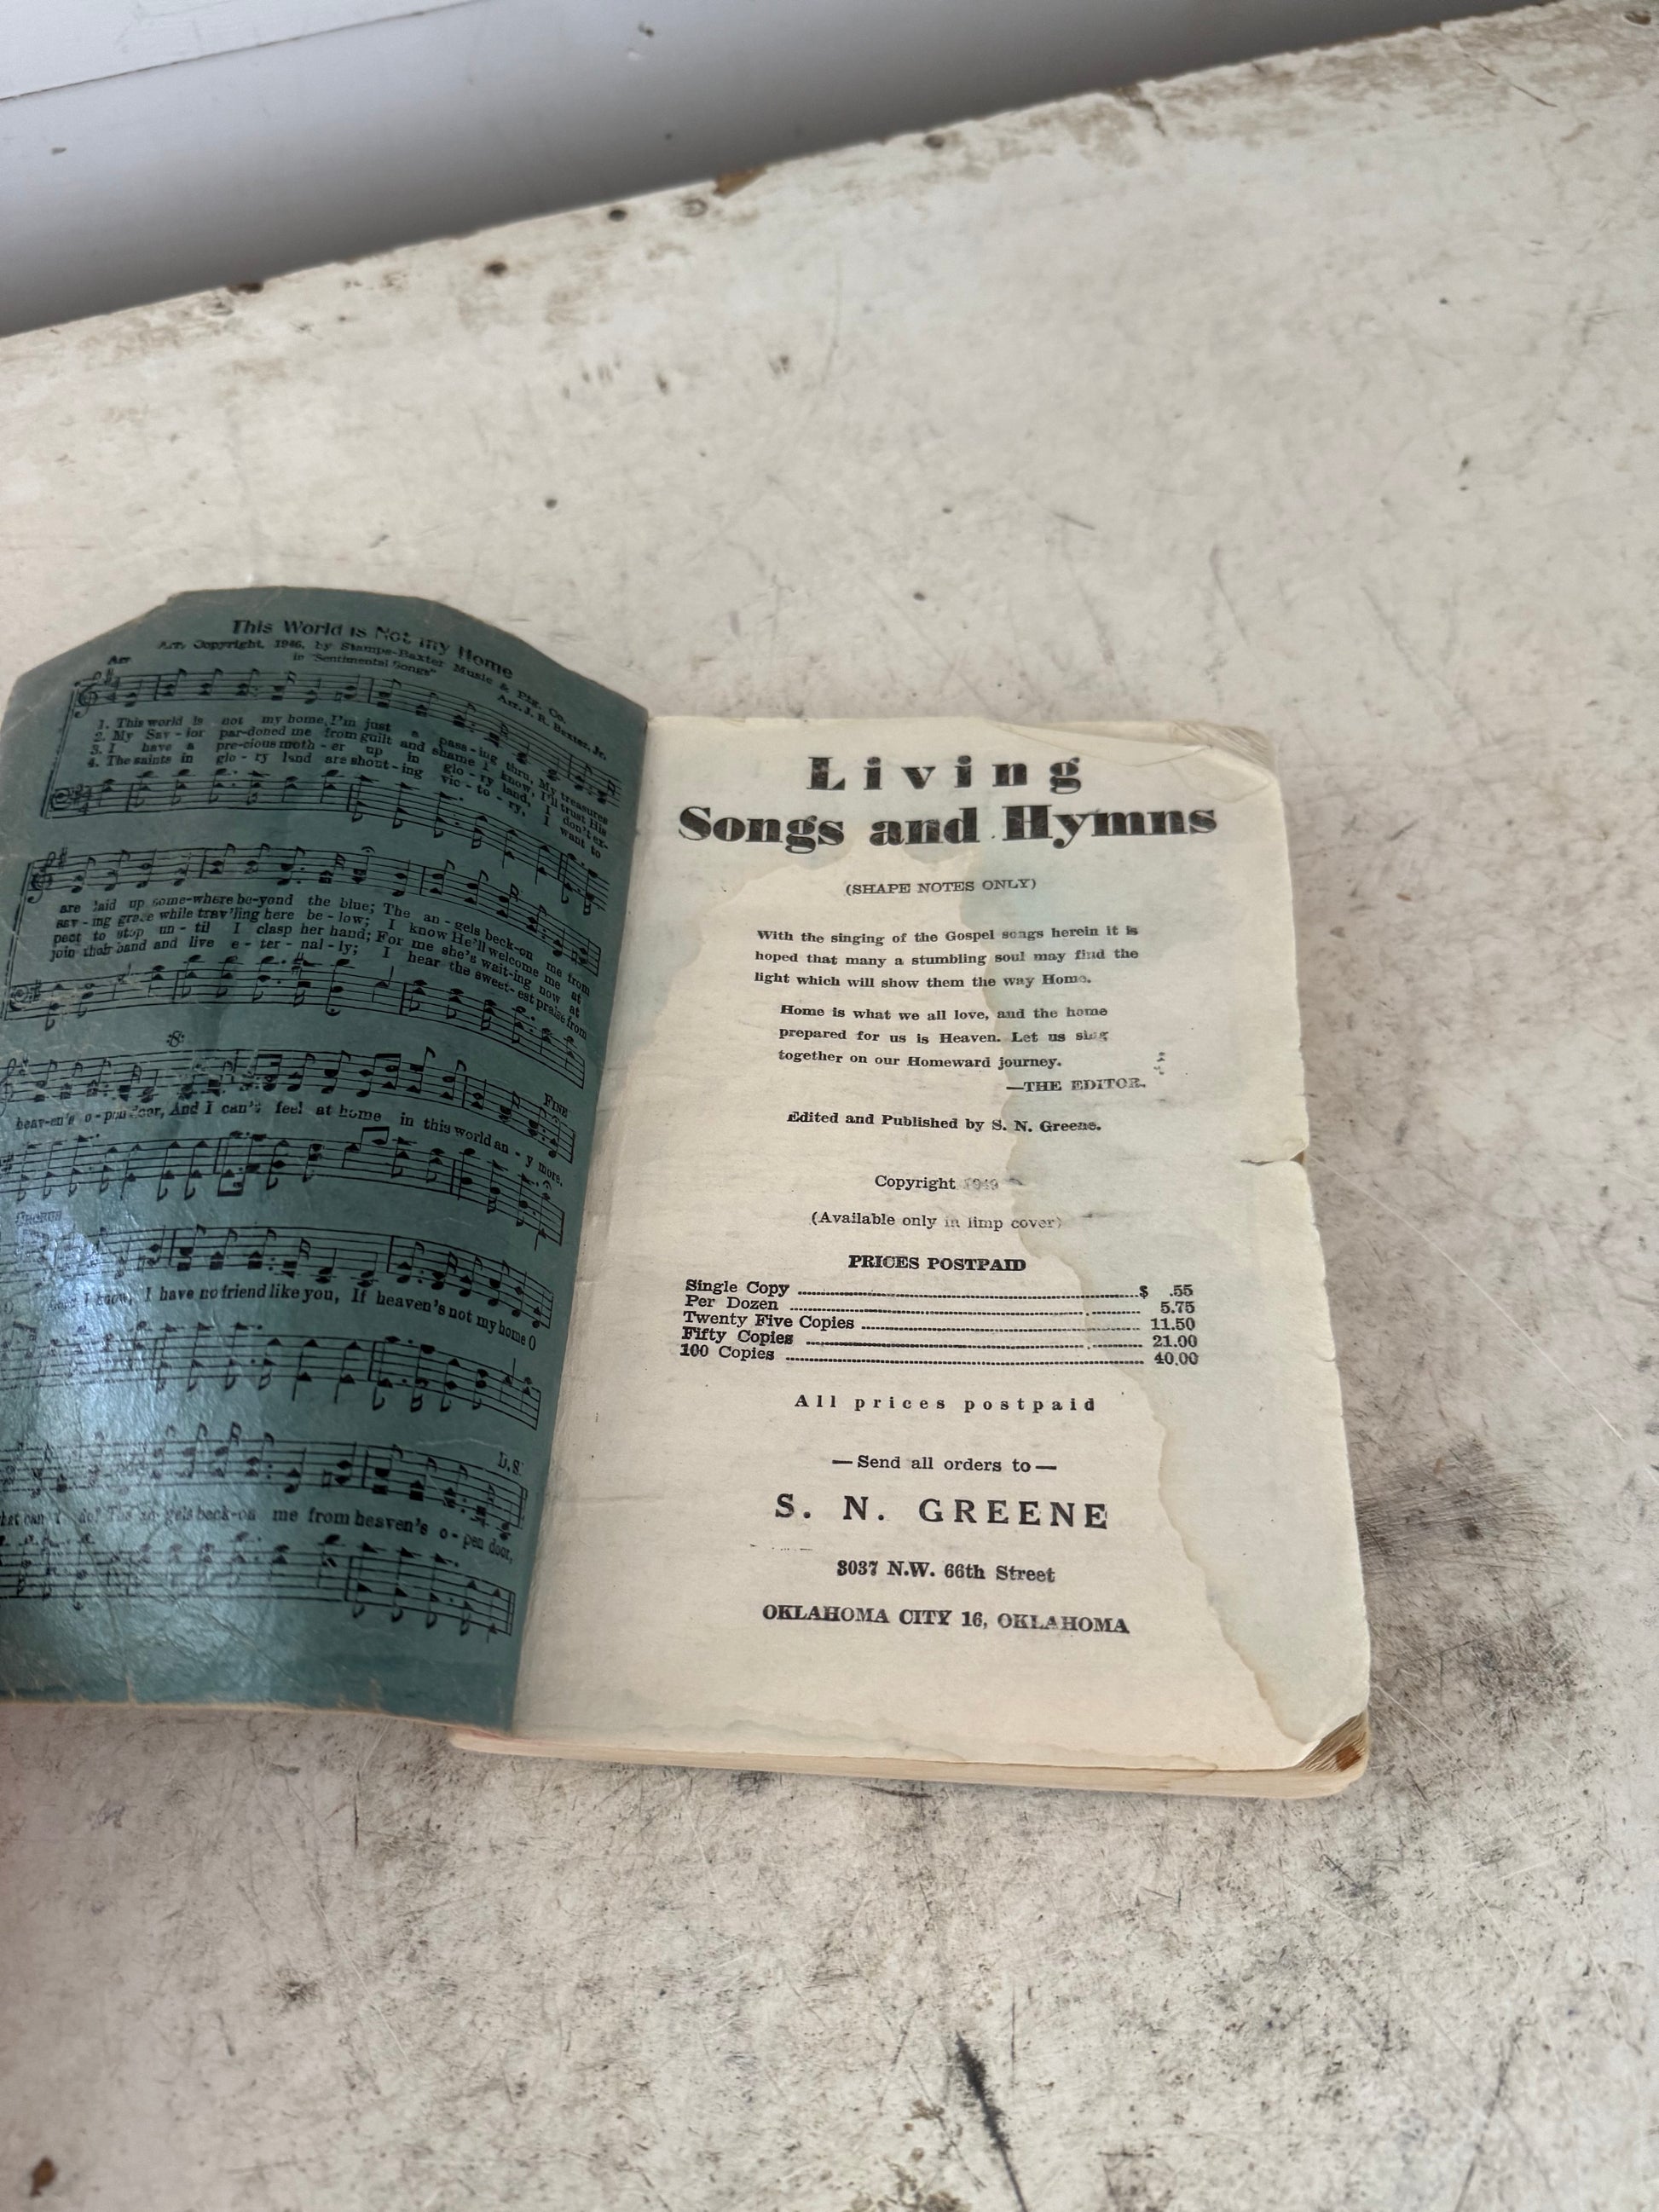 This World is Not my Home
Arr. Copyright, 1946, by Stamps-Baxter Music & Ptg. Co.
in "Sentimental Songs"
Arr.
Arr. J. R. Baxter, Jr.
1. This world is not my home, I'm just a pass-ing thru, My treasures
2. My Sav-ior par-doned me from guilt and shame I know, I'll trust His
3. I have a pre-cious moth-er up in glo-ry land, I don't ex-
4. The saints in glo-ry land are shout-ing vic-to-ry, I want to
are laid up some-where be-yond the blue; The an-gels beck-on me from
sav-ing grace while trav'ling here be-low; I know He'll welcome me at
pect to stop un-til I clasp her hand; For me she's wait-ing now at
join their band and live e-ter-nal-ly; I hear the sweet-est praise from
FINE
heav-en's o-pen door, And I can't feel at home in this world an-y more.
CHORUS
I have no friend like you, If heaven's not my home O
D.S.
me from heaven's o-pen door,
Living
Songs and Hymns
(SHAPE NOTES ONLY)
With the singing of the Gospel songs herein it is
hoped that many a stumbling soul may find the
light which will show them the way Home.
Home is what we all love, and the home
prepared for us is Heaven. Let us sing
together on our Homeward journey.
—THE EDITOR.
Edited and Published by S. N. Greene.
Copyright 1949
(Available only in limp cover)
PRICES POSTPAID
Single Copy $ .55
Per Dozen 5.75
Twenty Five Copies 11.50
Fifty Copies 21.00
100 Copies 40.00
All prices postpaid
—Send all orders to—
S. N. GREENE
3037 N.W. 66th Street
OKLAHOMA CITY 16, OKLAHOMA